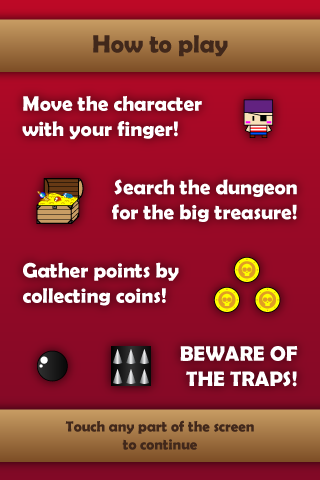 How to play
Move the character
with your finger!
Search the dungeon
for the big treasure!
Gather points by
collecting coins!
BEWARE OF
THE TRAPS!
Touch any part of the screen
to continue